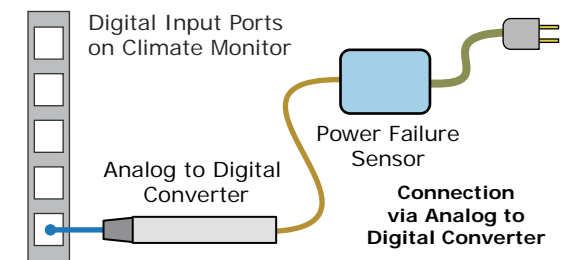 Digital Input Ports
on Climate Monitor
Power Failure
Sensor
Analog to Digital
Converter
Connection
via Analog to
Digital Converter